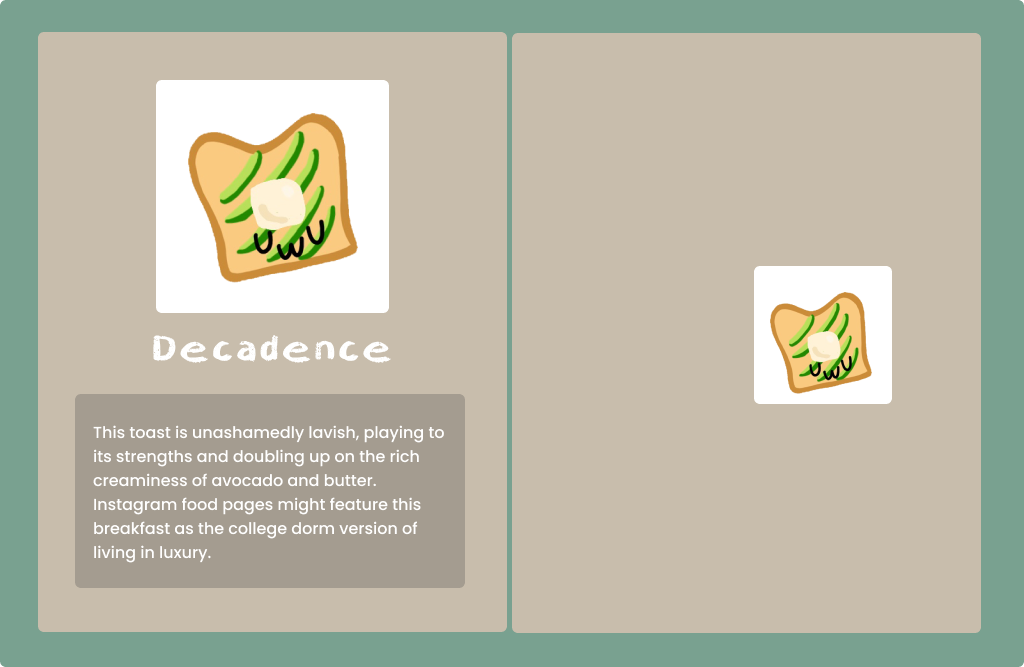 UwU
Decadence
This toast is unashamedly lavish, playing to
its strengths and doubling up on the rich
creaminess of avocado and butter.
Instagram food pages might feature this
breakfast as the college dorm version of
living in luxury.
UwU